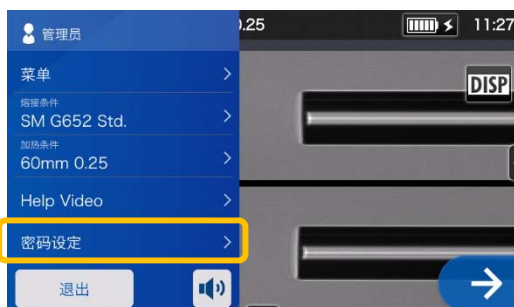 管理员
.25
11:27
菜单
DISP
熔接条件
SM G652 Std.
加热条件
60mm 0.25
Help Video
密码设定
退出